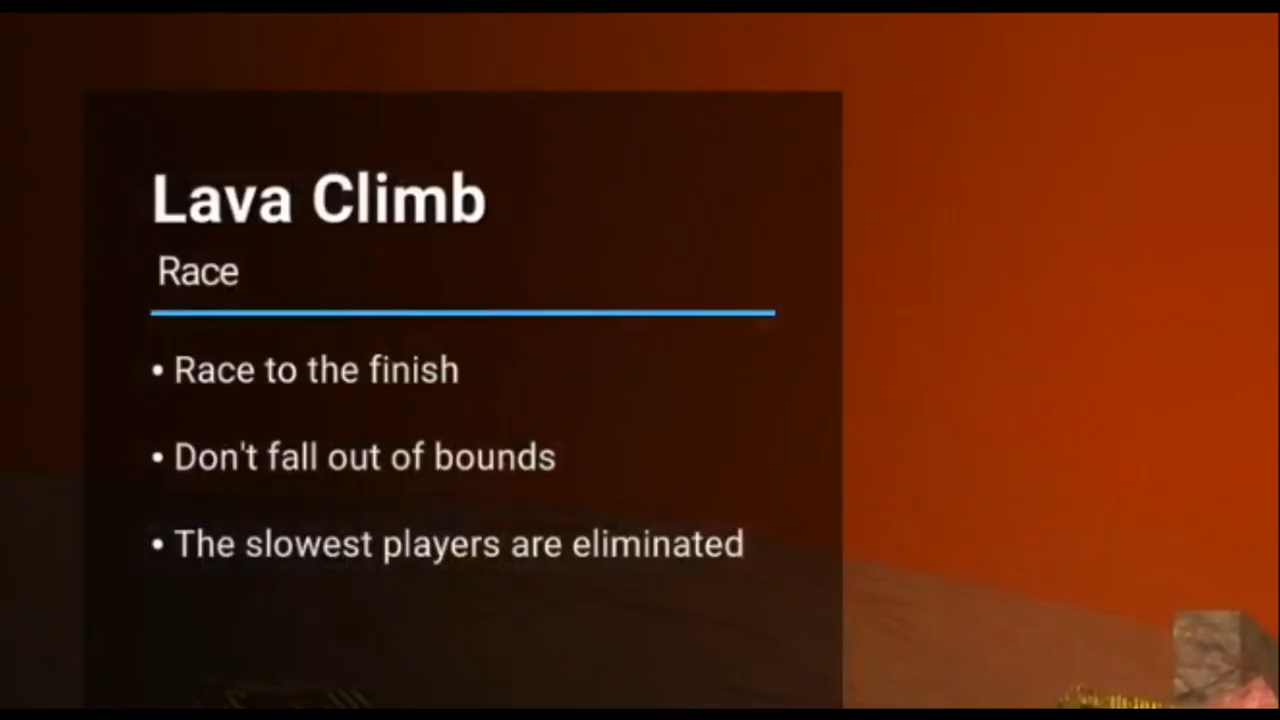 Lava Climb
Race
• Race to the finish
• Don't fall out of bounds
• The slowest players are eliminated